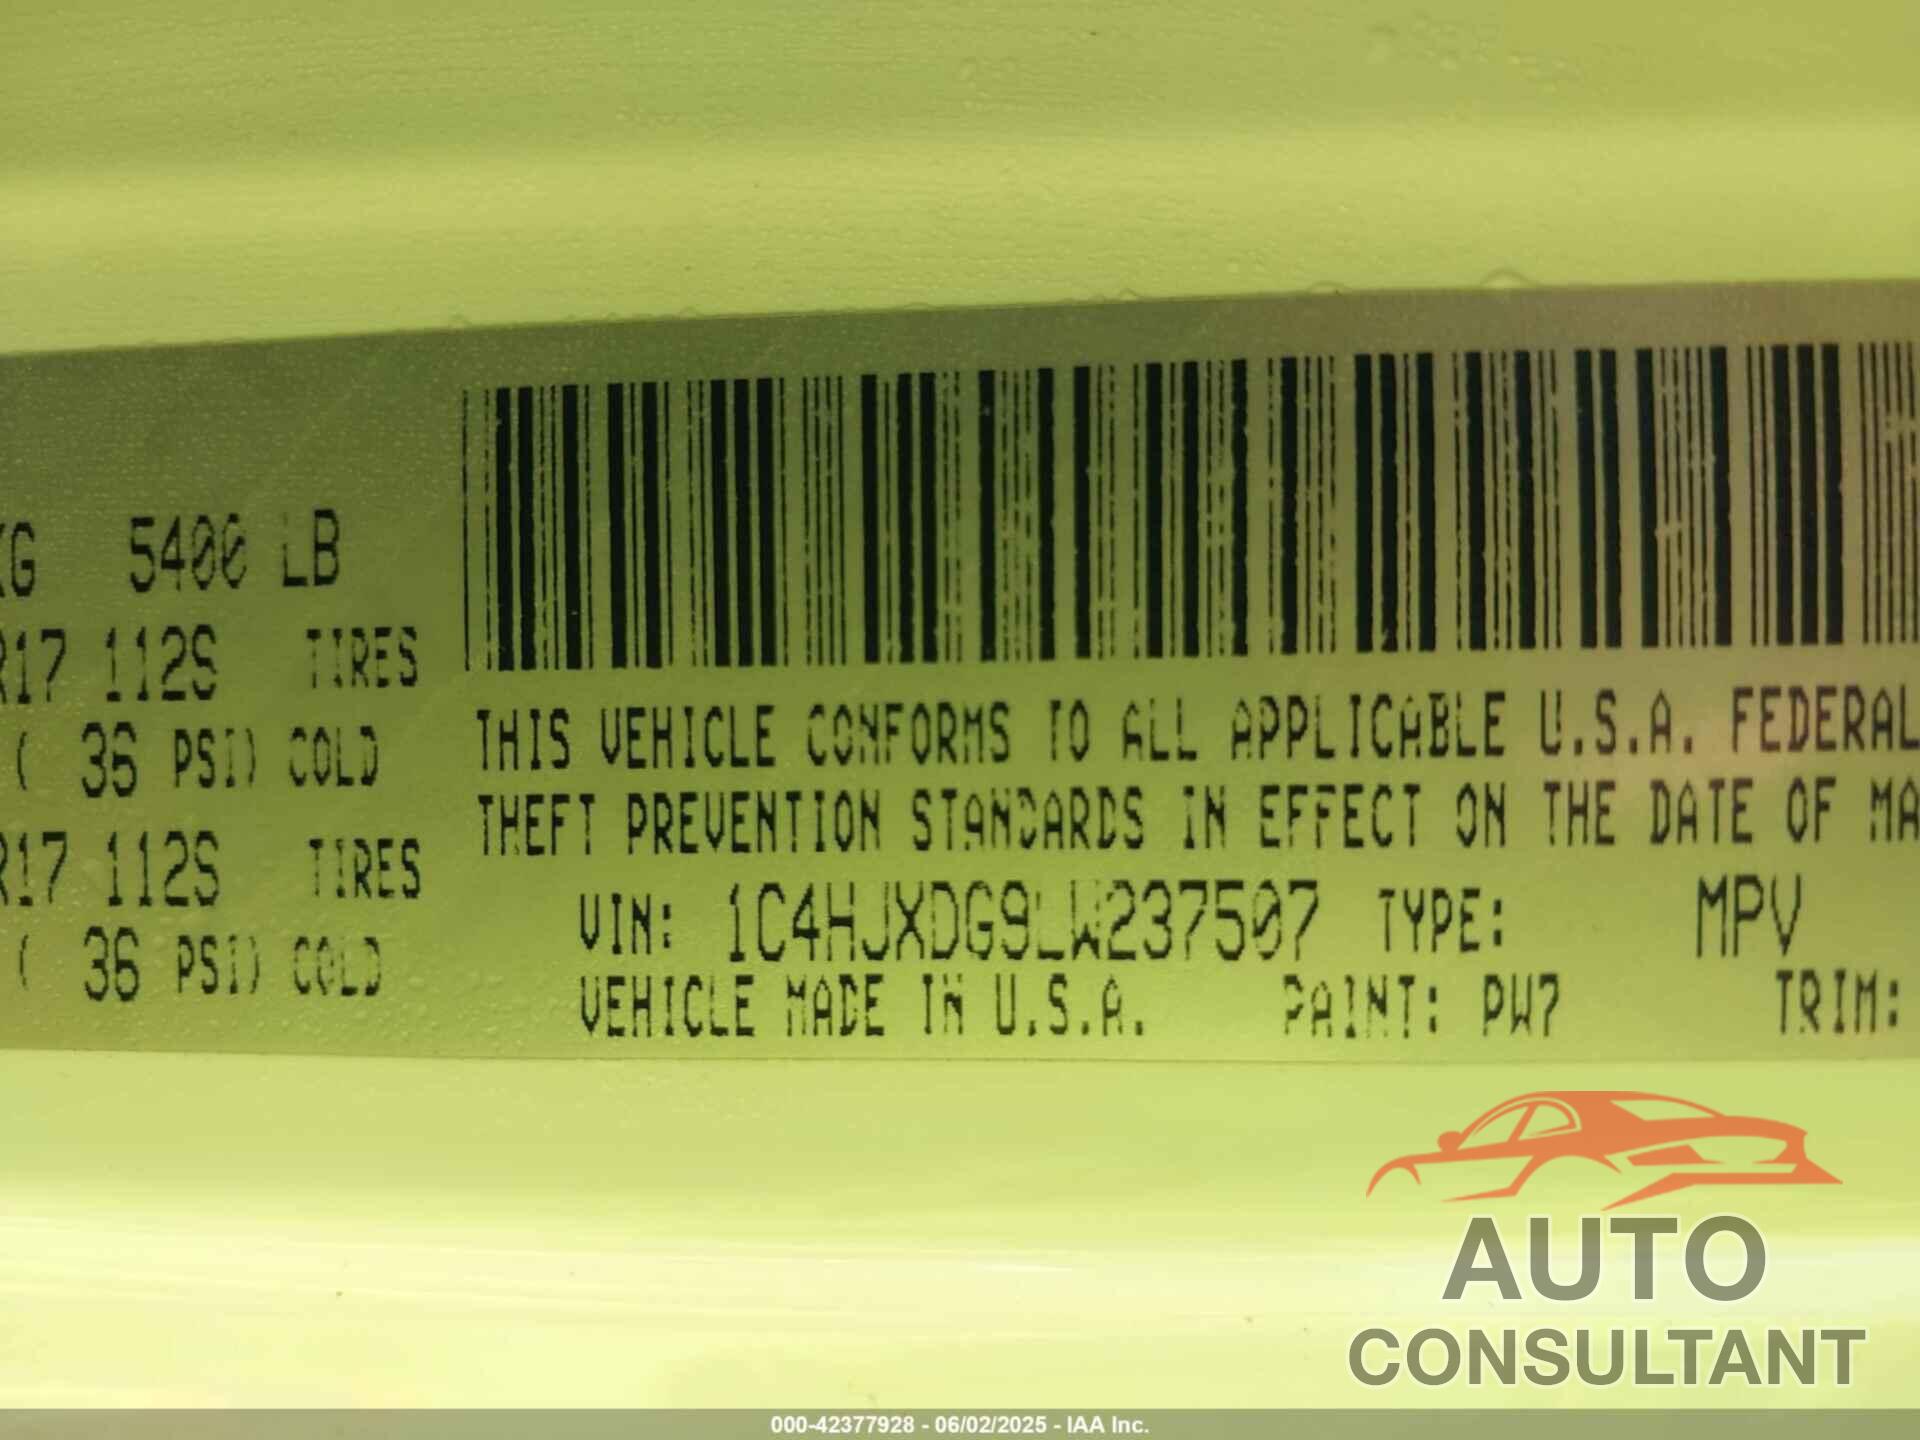 KG 5400 LB
R17 112S TIRES
( 36 PSI) COLD
R17 112S TIRES
( 36 PSI) COLD
THIS VEHICLE CONFORMS TO ALL APPLICABLE U.S.A. FEDERAL
THEFT PREVENTION STANDARDS IN EFFECT ON THE DATE OF MA
VIN: 1C4HJXDG9LW237507 TYPE: MPV
VEHICLE MADE IN U.S.A. PAINT: PW7 TRIM:
AUTO
CONSULTANT
000-42377928 - 06/02/2025 - IAA Inc.